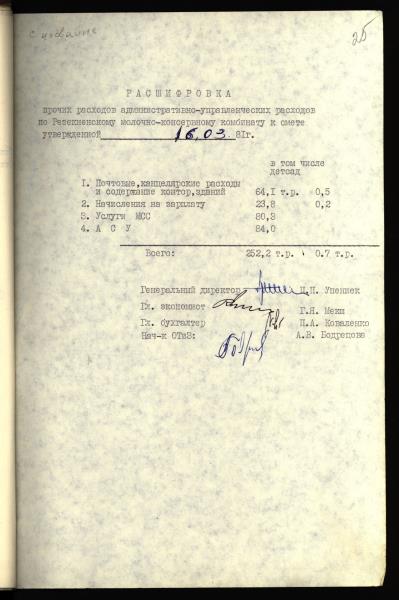 25
РАСШИФРОВКА
прочих расходов административно-управленческих расходов
по Резекненскому молочно-консервному комбинату к смете
утвержденной 16.03. 81г.
в том числе
детсад
1. Почтовые, канцелярские расходы
и содержание контор, зданий 64,1 т.р. 0,5
2. Начисления на зарплату 23,8 0,2
3. Услуги МСС 80,3
4. А С У 84,0
Всего: 252,2 т.р. 0.7 т.р.
Генеральный директор П.П. Упениек
Гл. экономист Г.Я. Мекш
Гл. бухгалтер П.А. Коваленко
Нач-к ОТиЗ: А.В. Бодрецова